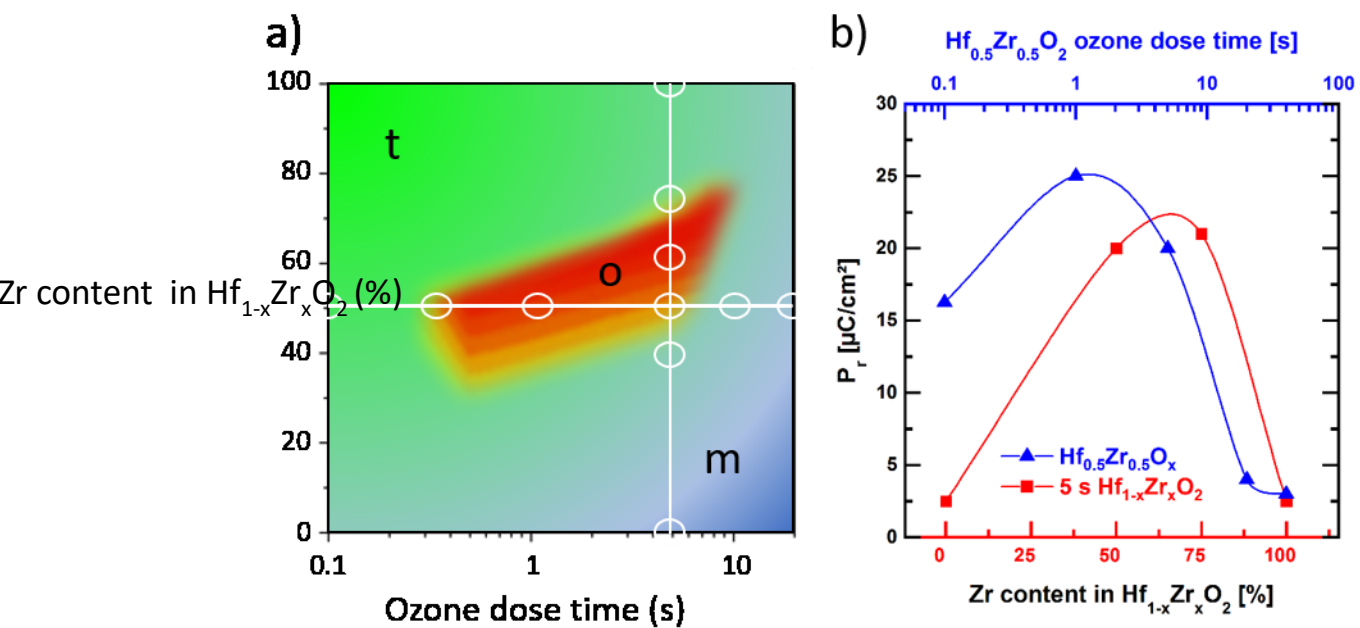 a)
100
80
60
40
20
0
Zr content in Hf1-xZrxO2 (%)
t
o
m
0.1 1 10
Ozone dose time (s)
b)
Hf0.5Zr0.5O2 ozone dose time [s]
0.1 1 10 100
30
25
20
15
10
5
0
Pr [µC/cm²]
Hf0.5Zr0.5Ox
5 s Hf1-xZrxO2
0 25 50 75 100
Zr content in Hf1-xZrxO2 [%]